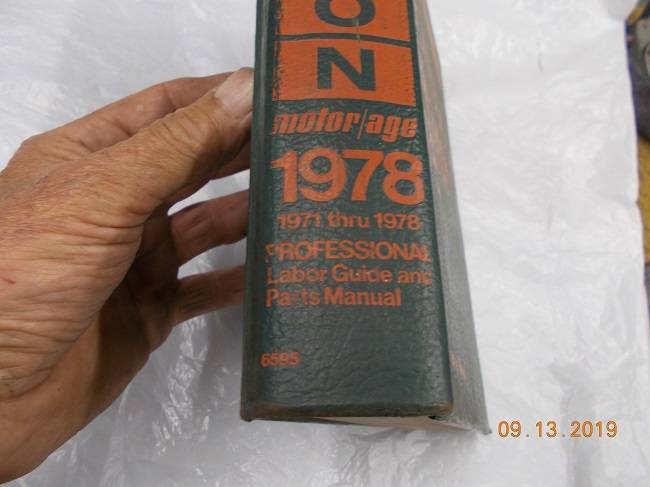 O
N
motor/age
1978
1971 thru 1978
PROFESSIONAL
Labor Guide and
Parts Manual
6595
09.13.2019